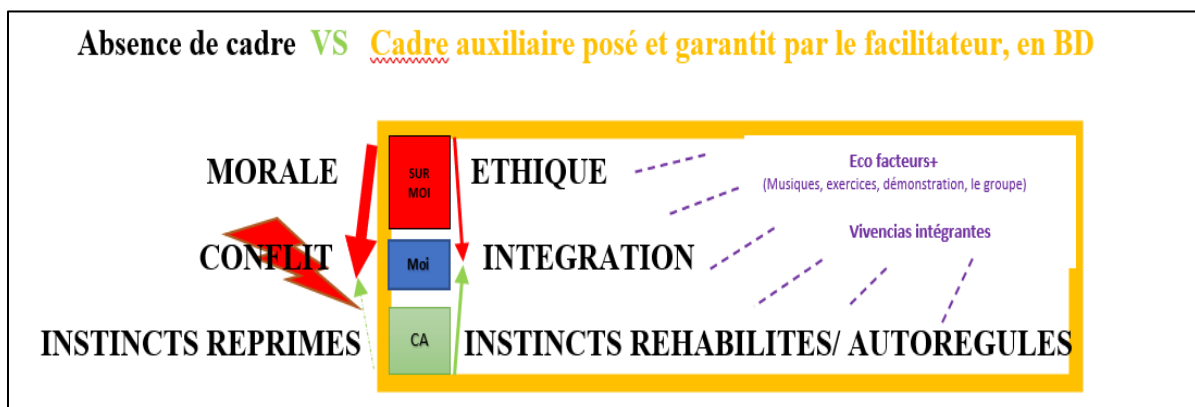 Absence de cadre VS Cadre auxiliaire posé et garantit par le facilitateur, en BD
MORALE
SUR
MOI
ETHIQUE
Eco facteurs+
(Musiques, exercices, démonstration, le groupe)
Vivencias intégrantes
CONFLIT
Moi
INTEGRATION
INSTINCTS REPRIMES
CA
INSTINCTS REHABILITES/ AUTOREGULES